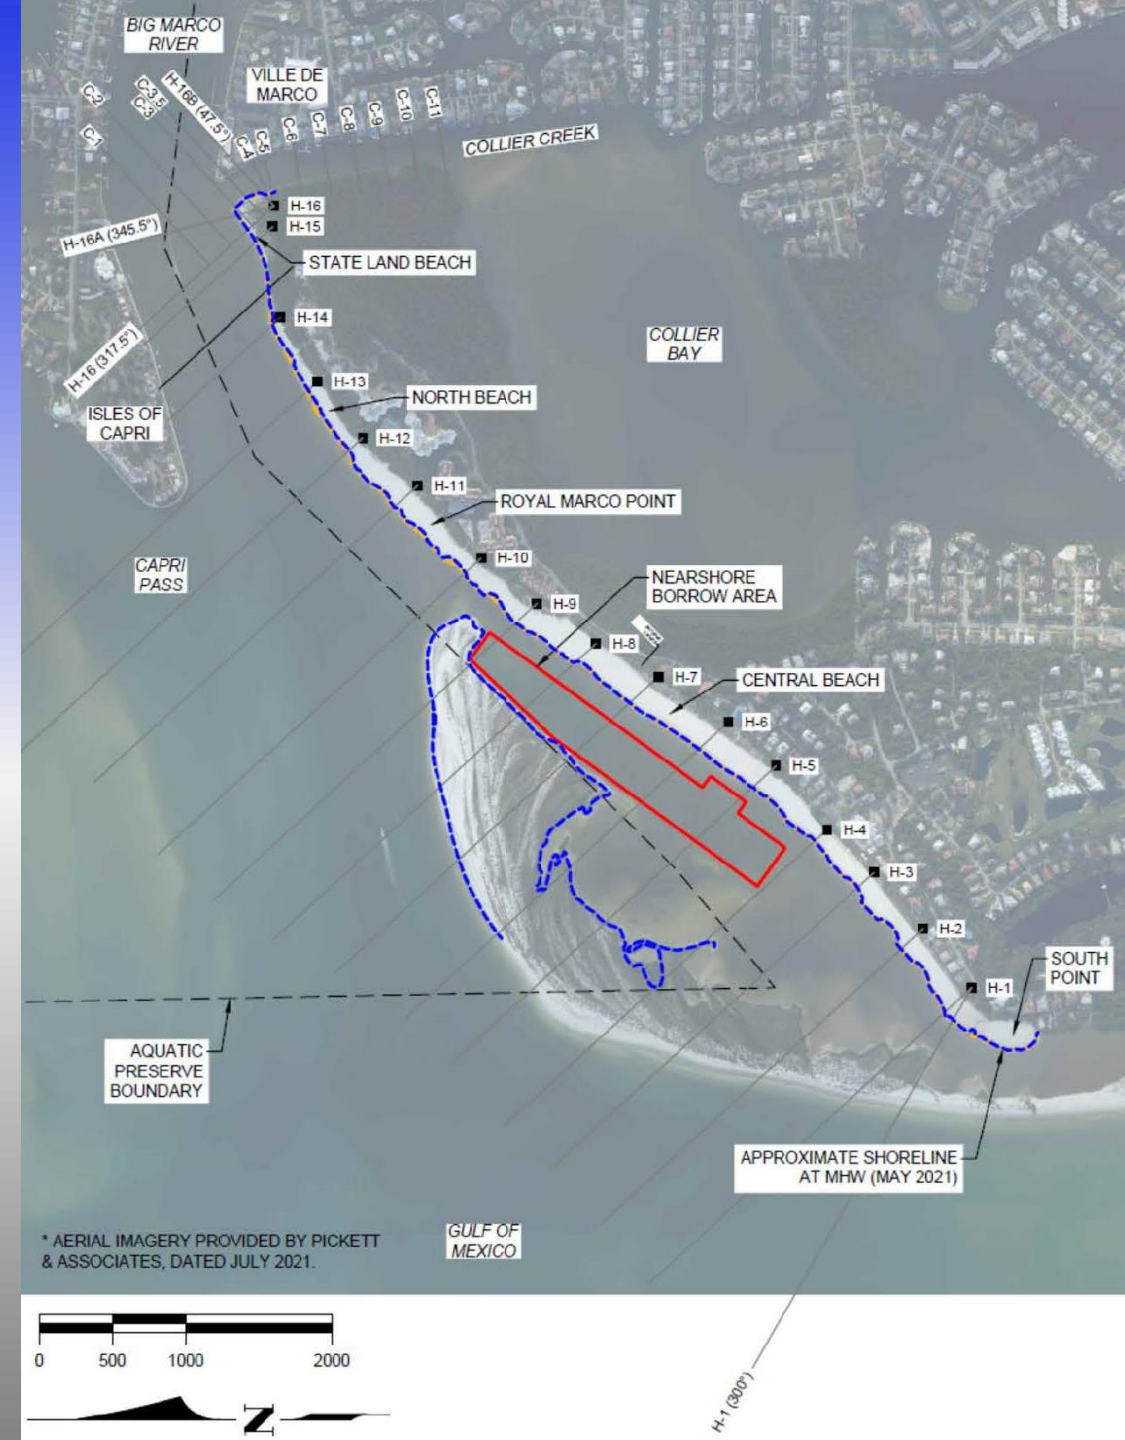 BIG MARCO
RIVER
VILLE DE
MARCO
C-2
C-1
C-3.5
C-3
H-16B (47.5°)
C-4
C-5
C-6
C-7
C-8
C-9
C-10
C-11
COLLIER CREEK
H-16
H-15
H-16A (345.5°)
STATE LAND BEACH
H-14
COLLIER
BAY
H-16 (317.5°)
H-13
NORTH BEACH
ISLES OF
CAPRI
H-12
H-11
ROYAL MARCO POINT
CAPRI
PASS
H-10
NEARSHORE
BORROW AREA
H-9
H-8
H-7
CENTRAL BEACH
H-6
H-5
H-4
H-3
H-2
H-1
SOUTH
POINT
AQUATIC
PRESERVE
BOUNDARY
APPROXIMATE SHORELINE
AT MHW (MAY 2021)
GULF OF
MEXICO
* AERIAL IMAGERY PROVIDED BY PICKETT
& ASSOCIATES, DATED JULY 2021.
0 500 1000 2000
N
H-1 (300°)